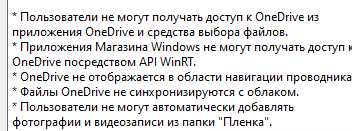 * Пользователи не могут получать доступ к OneDrive из
приложения OneDrive и средства выбора файлов.
* Приложения Магазина Windows не могут получать доступ к
OneDrive посредством API WinRT.
* OneDrive не отображается в области навигации проводника
* Файлы OneDrive не синхронизируются с облаком.
* Пользователи не могут автоматически добавлять
фотографии и видеозаписи из папки "Пленка".